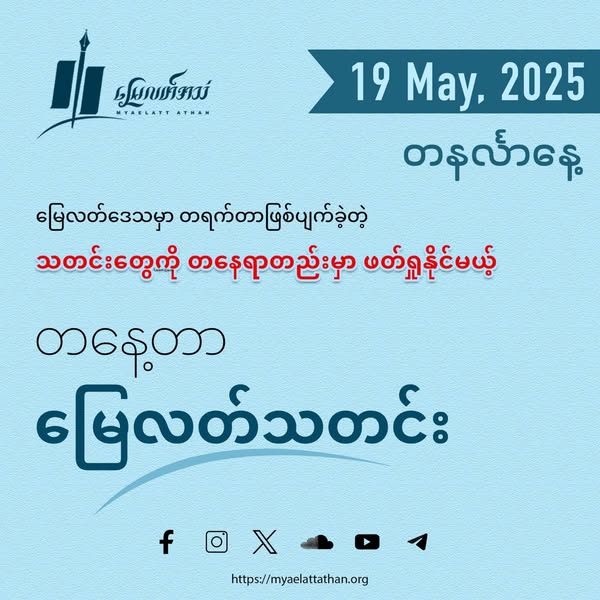 မြေလတ်အသံ
MYAELATT ATHAN
19 May, 2025
တနင်္လာနေ့
မြေလတ်ဒေသမှာ တရက်တာဖြစ်ပျက်ခဲ့တဲ့
သတင်းတွေကို တနေရာတည်းမှာ ဖတ်ရှုနိုင်မယ့်
တနေ့တာ
မြေလတ်သတင်း
https://myaelattathan.org